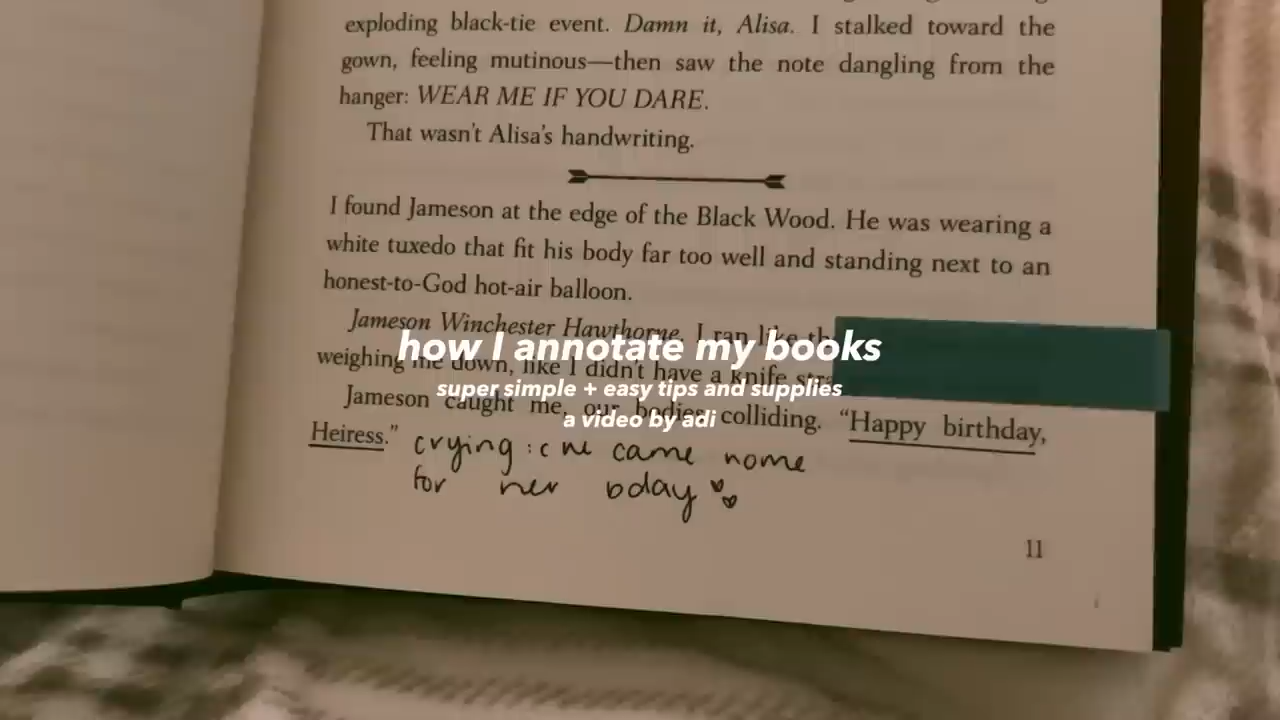 exploding black-tie event. Damn it, Alisa. I stalked toward the
gown, feeling mutinous—then saw the note dangling from the
hanger: WEAR ME IF YOU DARE.
That wasn't Alisa's handwriting.
I found Jameson at the edge of the Black Wood. He was wearing a
white tuxedo that fit his body far too well and standing next to an
honest-to-God hot-air balloon.
Jameson Winchester Hawthorne. I ran like
how I annotate my books
weighing me down, like I didn't have a knife
super simple + easy tips and supplies
Jameson caught me, our bodies colliding. “Happy birthday,
a video by adi
Heiress.” crying :c he came home
for her bday
11